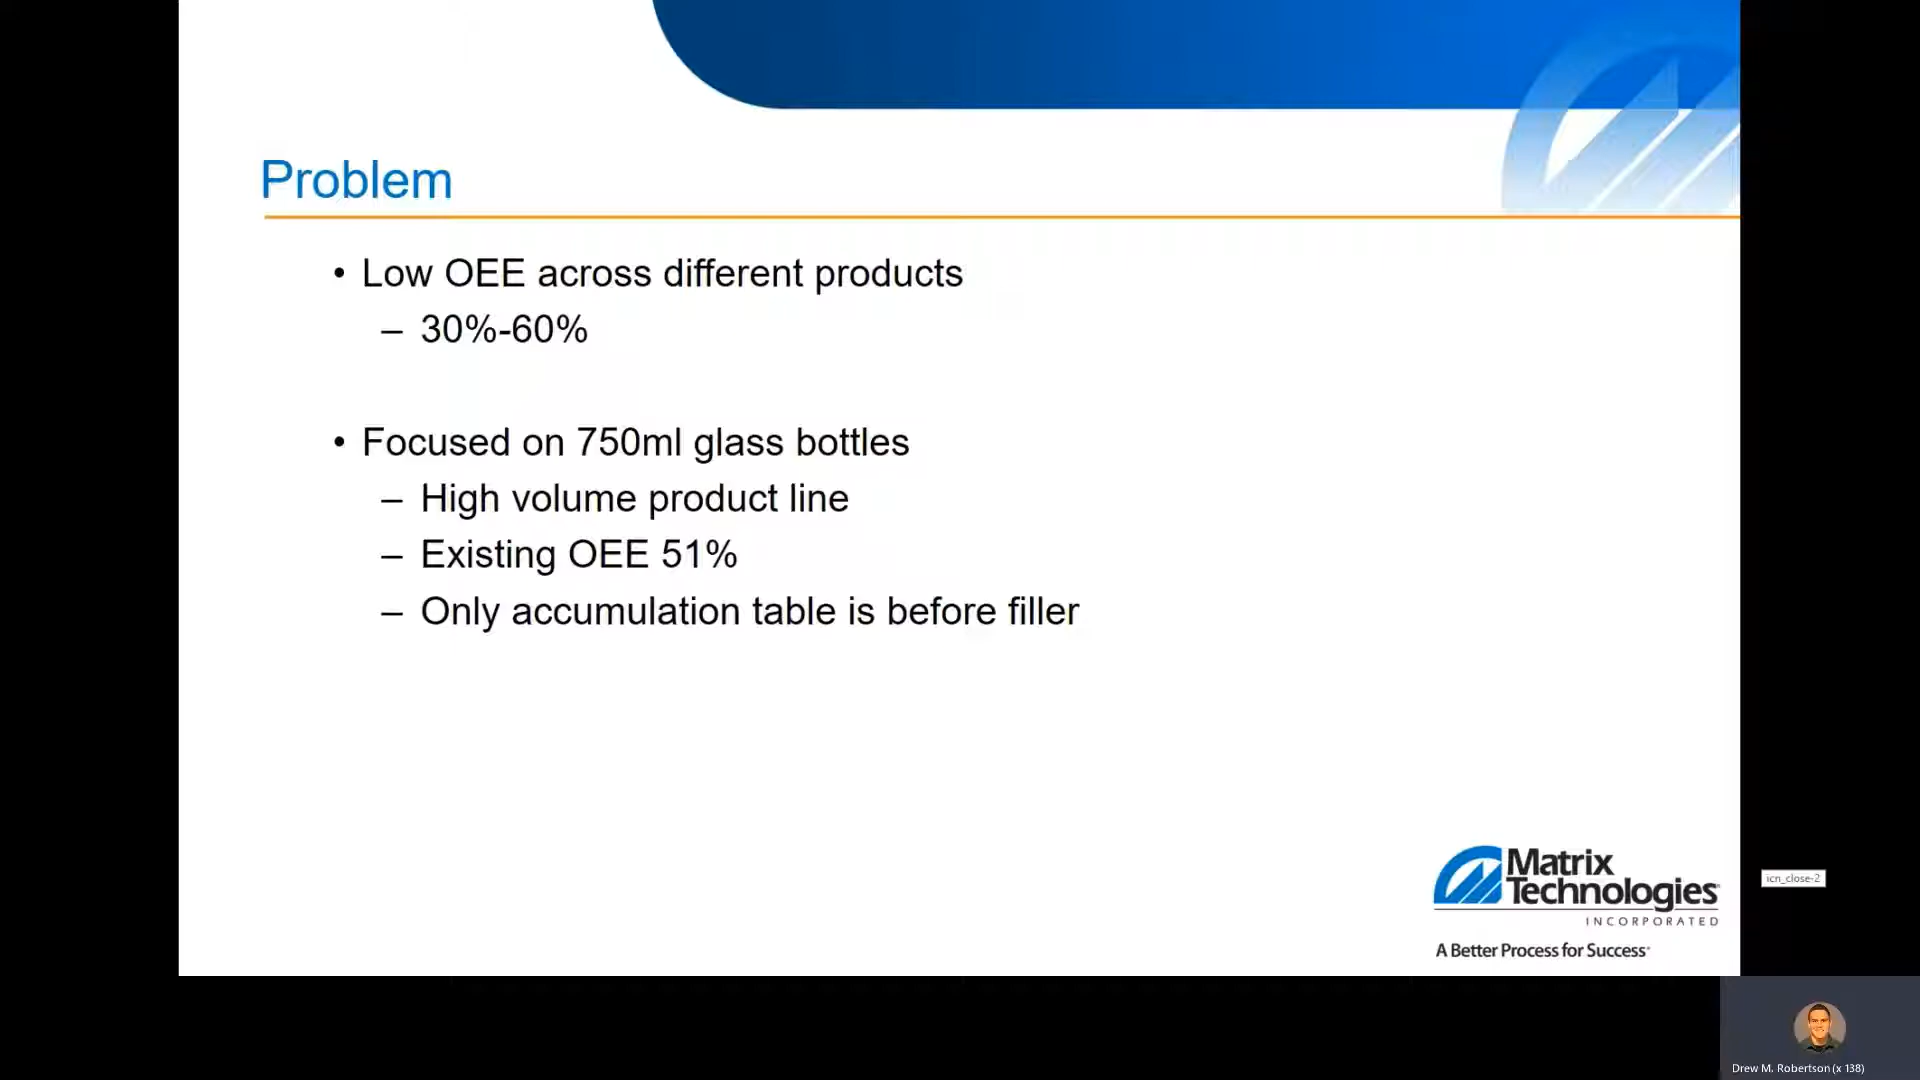 Problem
• Low OEE across different products
– 30%-60%
• Focused on 750ml glass bottles
– High volume product line
– Existing OEE 51%
– Only accumulation table is before filler
Matrix
Technologies
INCORPORATED
A Better Process for Success
icn_close-2
Drew M. Robertson (x 138)